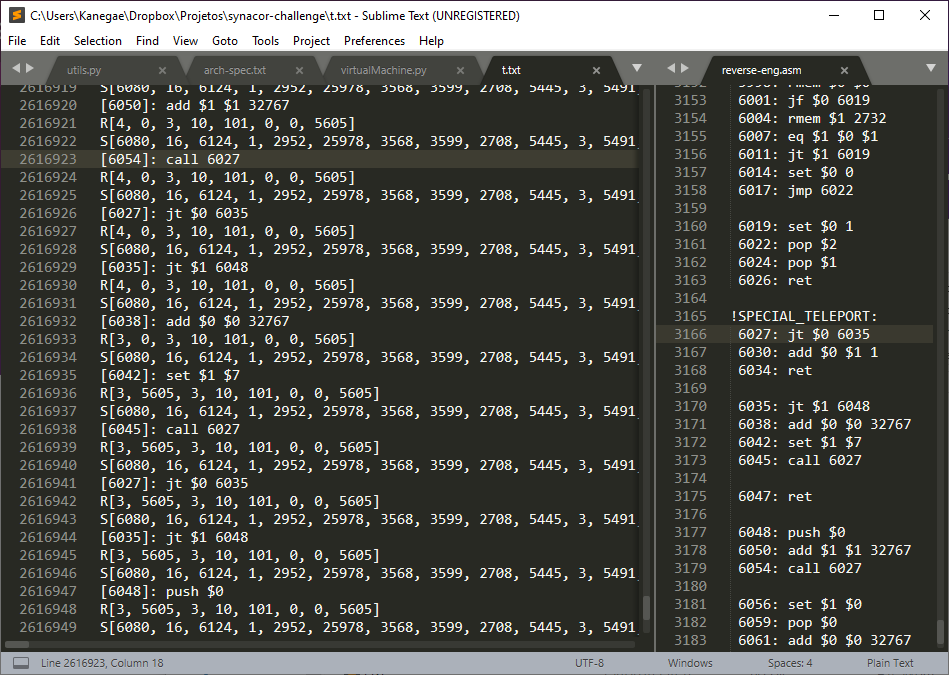 C:\Users\Kanegae\Dropbox\Projetos\synacor-challenge\t.txt - Sublime Text (UNREGISTERED)
File Edit Selection Find View Goto Tools Project Preferences Help
utils.py arch-spec.txt virtualMachine.py t.txt
2616919 S[6080, 16, 6124, 1, 2952, 25978, 3568, 3599, 2708, 5445, 3, 5491,
2616920 [6050]: add $1 $1 32767
2616921 R[4, 0, 3, 10, 101, 0, 0, 5605]
2616922 S[6080, 16, 6124, 1, 2952, 25978, 3568, 3599, 2708, 5445, 3, 5491,
2616923 [6054]: call 6027
2616924 R[4, 0, 3, 10, 101, 0, 0, 5605]
2616925 S[6080, 16, 6124, 1, 2952, 25978, 3568, 3599, 2708, 5445, 3, 5491,
2616926 [6027]: jt $0 6035
2616927 R[4, 0, 3, 10, 101, 0, 0, 5605]
2616928 S[6080, 16, 6124, 1, 2952, 25978, 3568, 3599, 2708, 5445, 3, 5491,
2616929 [6035]: jt $1 6048
2616930 R[4, 0, 3, 10, 101, 0, 0, 5605]
2616931 S[6080, 16, 6124, 1, 2952, 25978, 3568, 3599, 2708, 5445, 3, 5491,
2616932 [6038]: add $0 $0 32767
2616933 R[3, 0, 3, 10, 101, 0, 0, 5605]
2616934 S[6080, 16, 6124, 1, 2952, 25978, 3568, 3599, 2708, 5445, 3, 5491,
2616935 [6042]: set $1 $7
2616936 R[3, 5605, 3, 10, 101, 0, 0, 5605]
2616937 S[6080, 16, 6124, 1, 2952, 25978, 3568, 3599, 2708, 5445, 3, 5491,
2616938 [6045]: call 6027
2616939 R[3, 5605, 3, 10, 101, 0, 0, 5605]
2616940 S[6080, 16, 6124, 1, 2952, 25978, 3568, 3599, 2708, 5445, 3, 5491,
2616941 [6027]: jt $0 6035
2616942 R[3, 5605, 3, 10, 101, 0, 0, 5605]
2616943 S[6080, 16, 6124, 1, 2952, 25978, 3568, 3599, 2708, 5445, 3, 5491,
2616944 [6035]: jt $1 6048
2616945 R[3, 5605, 3, 10, 101, 0, 0, 5605]
2616946 S[6080, 16, 6124, 1, 2952, 25978, 3568, 3599, 2708, 5445, 3, 5491,
2616947 [6048]: push $0
2616948 R[3, 5605, 3, 10, 101, 0, 0, 5605]
2616949 S[6080, 16, 6124, 1, 2952, 25978, 3568, 3599, 2708, 5445, 3, 5491,
reverse-eng.asm
3153 6001: jf $0 6019
3154 6004: rmem $1 2732
3155 6007: eq $1 $0 $1
3156 6011: jt $1 6019
3157 6014: set $0 0
3158 6017: jmp 6022
3159
3160 6019: set $0 1
3161 6022: pop $2
3162 6024: pop $1
3163 6026: ret
3164
3165 !SPECIAL_TELEPORT:
3166 6027: jt $0 6035
3167 6030: add $0 $1 1
3168 6034: ret
3169
3170 6035: jt $1 6048
3171 6038: add $0 $0 32767
3172 6042: set $1 $7
3173 6045: call 6027
3174
3175 6047: ret
3176
3177 6048: push $0
3178 6050: add $1 $1 32767
3179 6054: call 6027
3180
3181 6056: set $1 $0
3182 6059: pop $0
3183 6061: add $0 $0 32767
Line 2616923, Column 18 UTF-8 Windows Spaces: 4 Plain Text